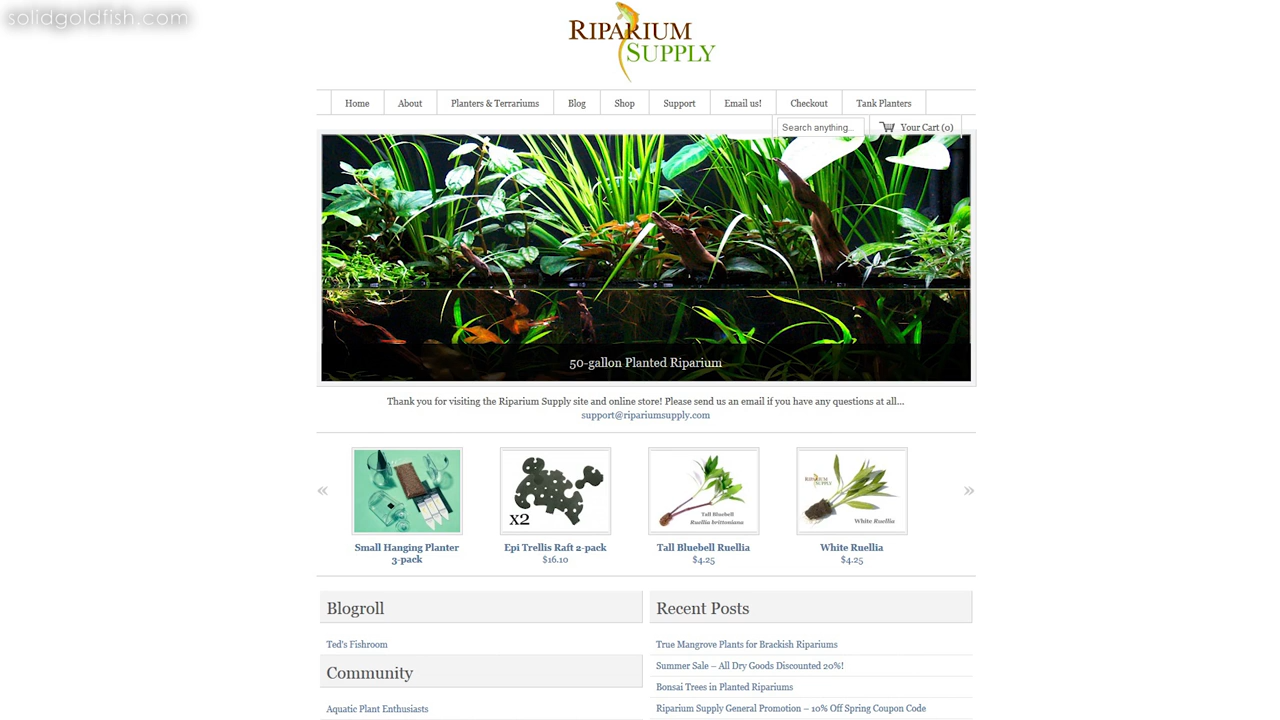 solidgoldfish.com
RIPARIUM
SUPPLY
Home About Planters & Terrariums Blog Shop Support Email us! Checkout Tank Planters
Search anything... Your Cart (0)
50-gallon Planted Riparium
Thank you for visiting the Riparium Supply site and online store! Please send us an email if you have any questions at all...
support@ripariumsupply.com
« »
x2
Tall Bluebell
Ruellia brittoniana
RIPARIUM
SUPPLY
White Ruellia
Small Hanging Planter
3-pack
Epi Trellis Raft 2-pack
$16.10
Tall Bluebell Ruellia
$4.25
White Ruellia
$4.25
Blogroll
Ted's Fishroom
Community
Aquatic Plant Enthusiasts
Recent Posts
True Mangrove Plants for Brackish Ripariums
Summer Sale – All Dry Goods Discounted 20%!
Bonsai Trees in Planted Ripariums
Riparium Supply General Promotion – 10% Off Spring Coupon Code